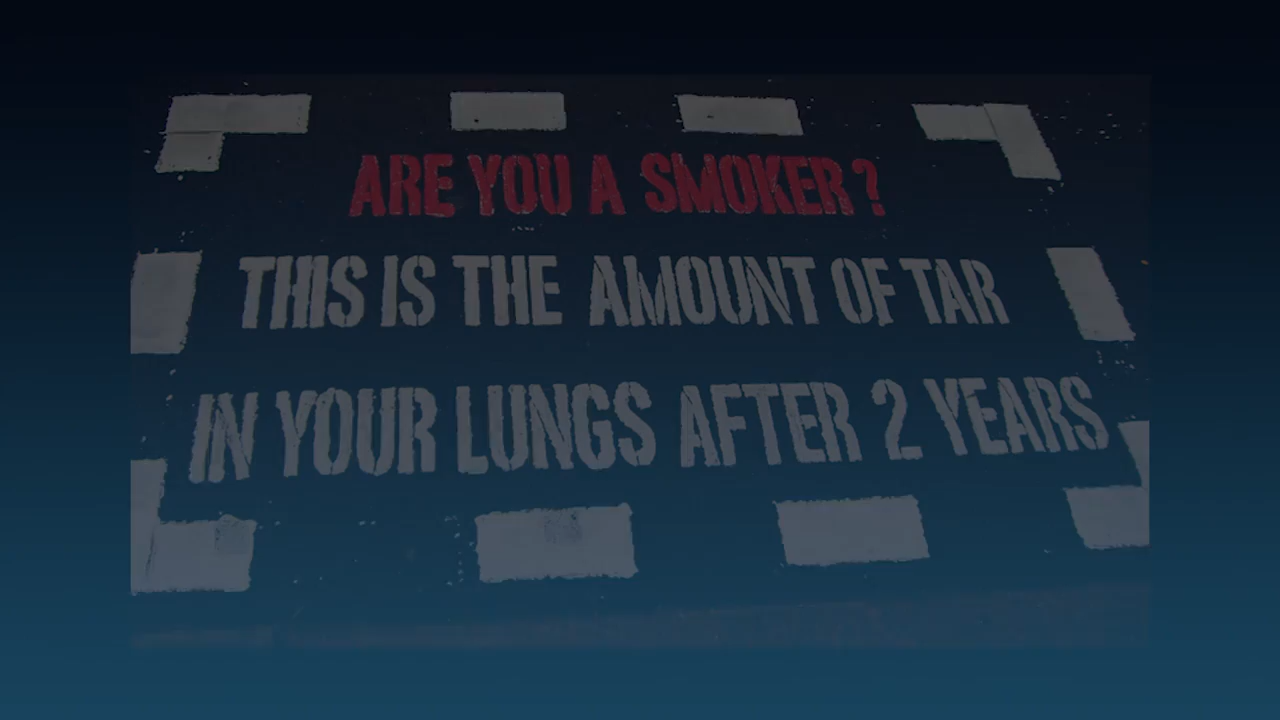 ARE YOU A SMOKER?
THIS IS THE AMOUNT OF TAR
IN YOUR LUNGS AFTER 2 YEARS